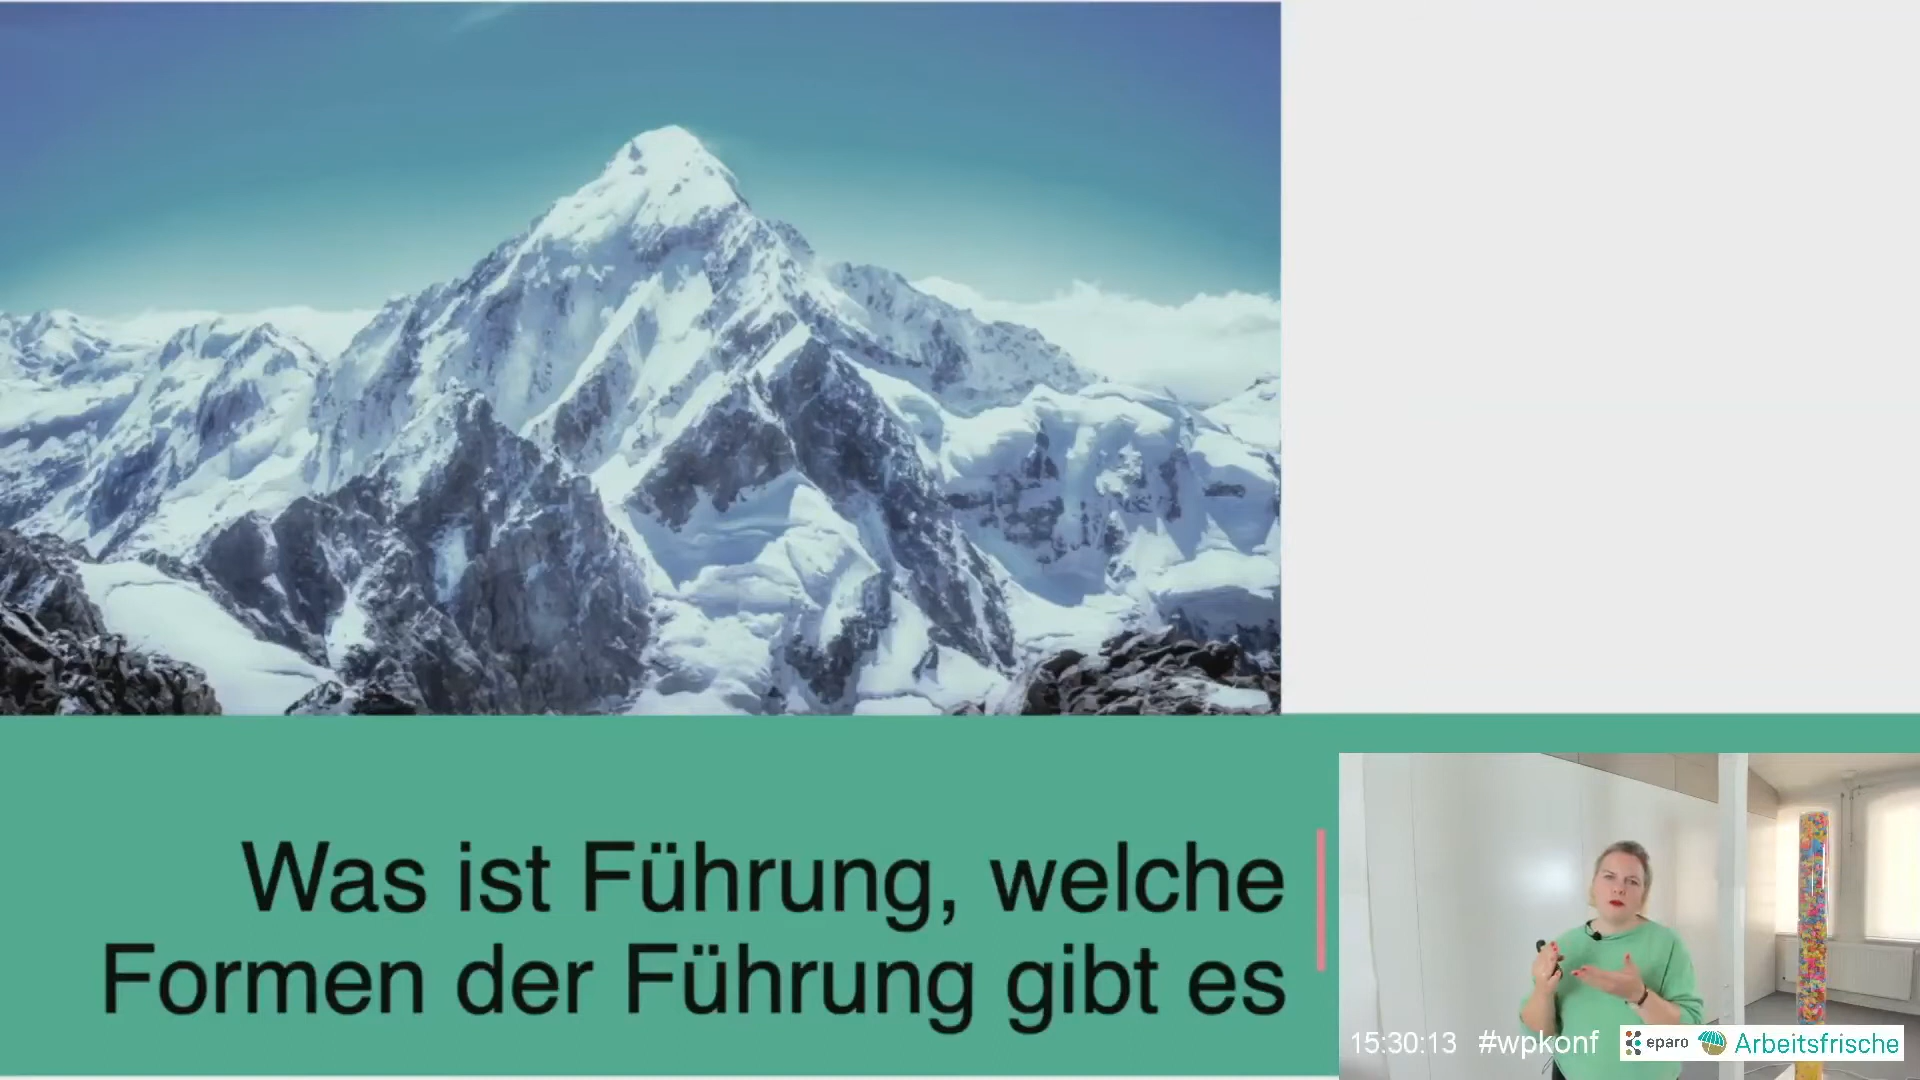 Was ist Führung, welche
Formen der Führung gibt es
15:30:13 #wpkonf eparo Arbeitsfrische